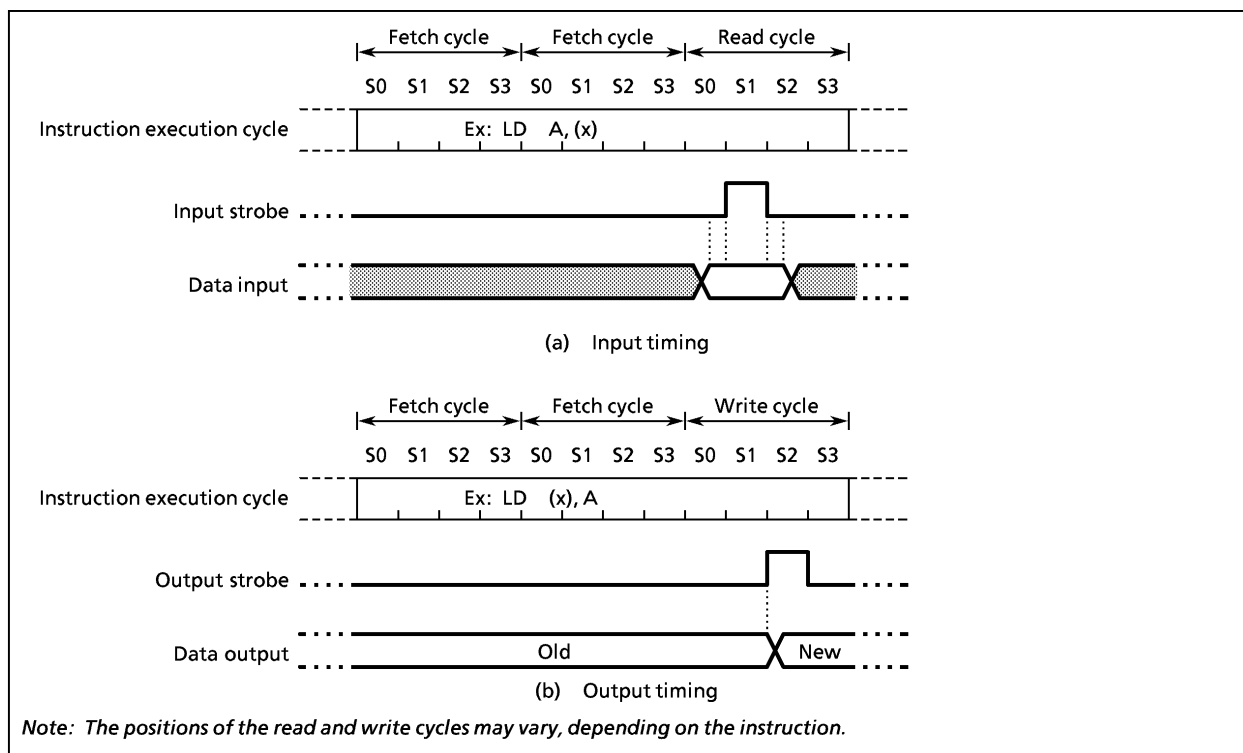 Fetch cycle Fetch cycle Read cycle
S0 S1 S2 S3 S0 S1 S2 S3 S0 S1 S2 S3
Instruction execution cycle Ex: LD A, (x)
Input strobe
Data input
(a) Input timing
Fetch cycle Fetch cycle Write cycle
S0 S1 S2 S3 S0 S1 S2 S3 S0 S1 S2 S3
Instruction execution cycle Ex: LD (x), A
Output strobe
Data output Old New
(b) Output timing
Note: The positions of the read and write cycles may vary, depending on the instruction.